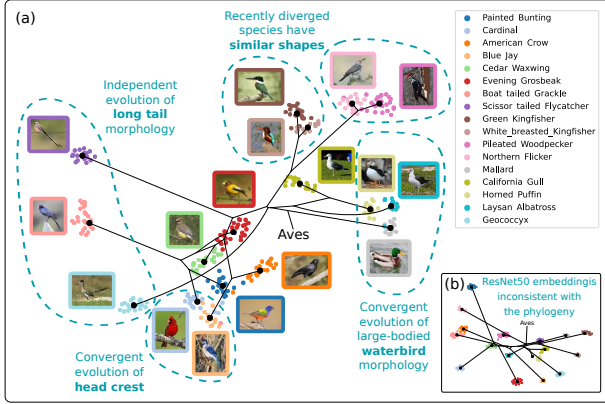 (a)
Recently diverged
species have
similar shapes
Independent
evolution of
long tail
morphology
Aves
Convergent
evolution of
head crest
Convergent
evolution of
large-bodied
waterbird
morphology
Painted Bunting
Cardinal
American Crow
Blue Jay
Cedar Waxwing
Evening Grosbeak
Boat tailed Grackle
Scissor tailed Flycatcher
Green Kingfisher
White_breasted_Kingfisher
Pileated Woodpecker
Northern Flicker
Mallard
California Gull
Horned Puffin
Laysan Albatross
Geococcyx
(b)
ResNet50 embeddingis
inconsistent with
the phylogeny
Aves